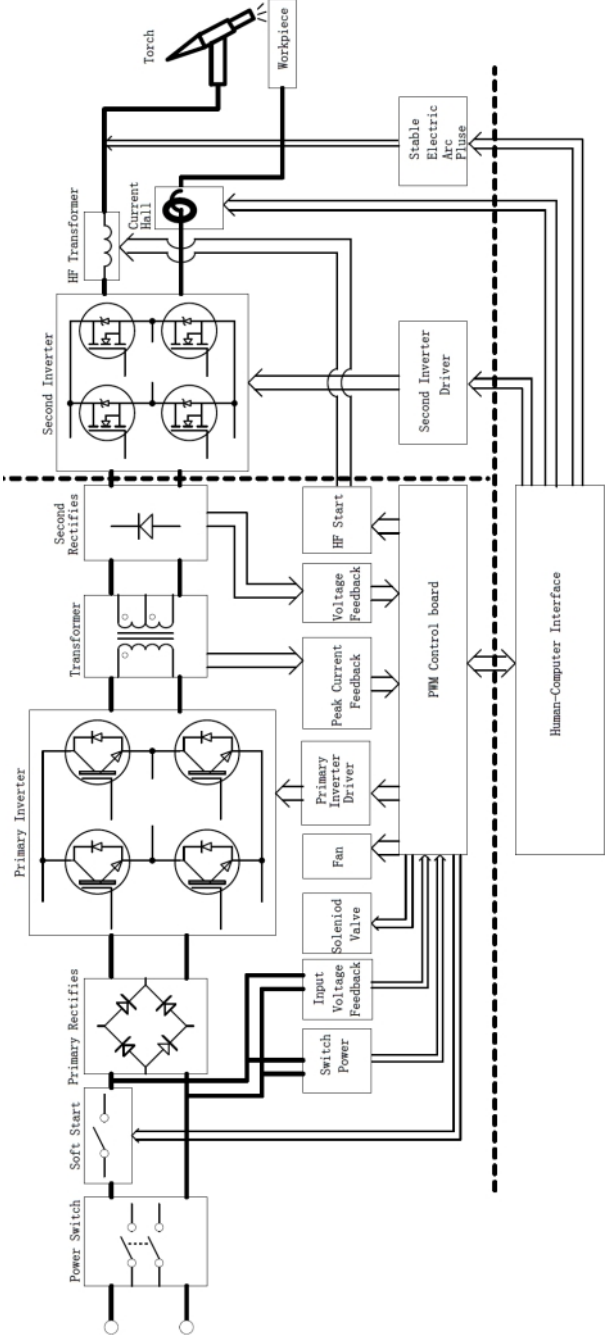 Power Switch
Soft Start
Primary Rectifies
Primary Inverter
Transformer
Second
Rectifies
Second Inverter
HF Transformer
Current
Hall
Torch
Workpiece
Switch
Power
Input
Voltage
Feedback
Soleniod
Valve
Fan
Primary
Inverter
Driver
Peak Current
Feedback
Voltage
Feedback
HF Start
Second Inverter
Driver
Stable
Electric
Arc
Pluse
PWM Control board
Human-Computer Interface